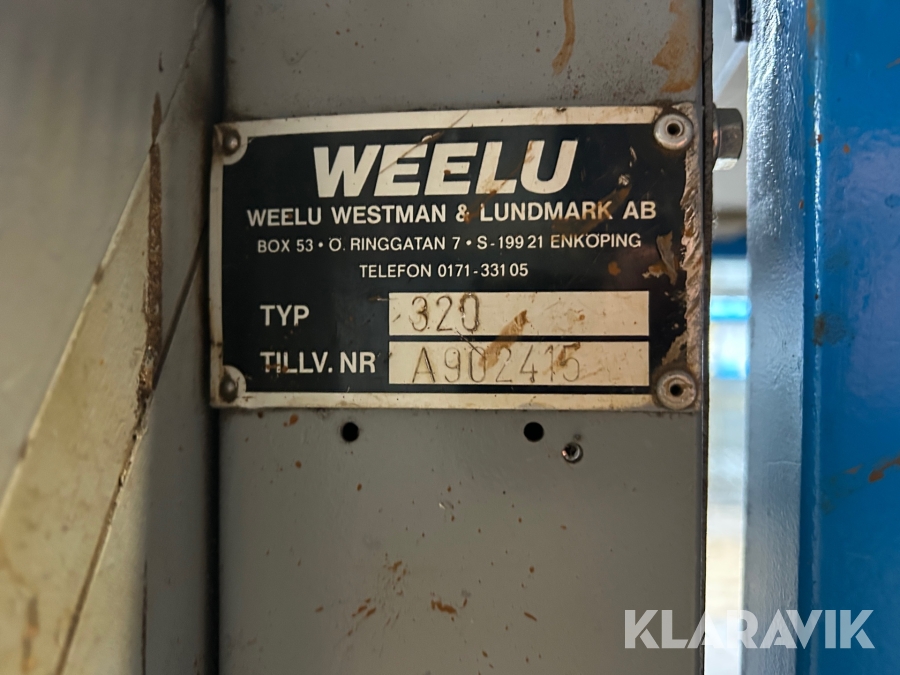 WEELU
WEELU WESTMAN & LUNDMARK AB
BOX 53 • Ö. RINGGATAN 7 • S-199 21 ENKÖPING
TELEFON 0171-331 05
TYP 320
TILLV. NR A902415
KLARAVIK